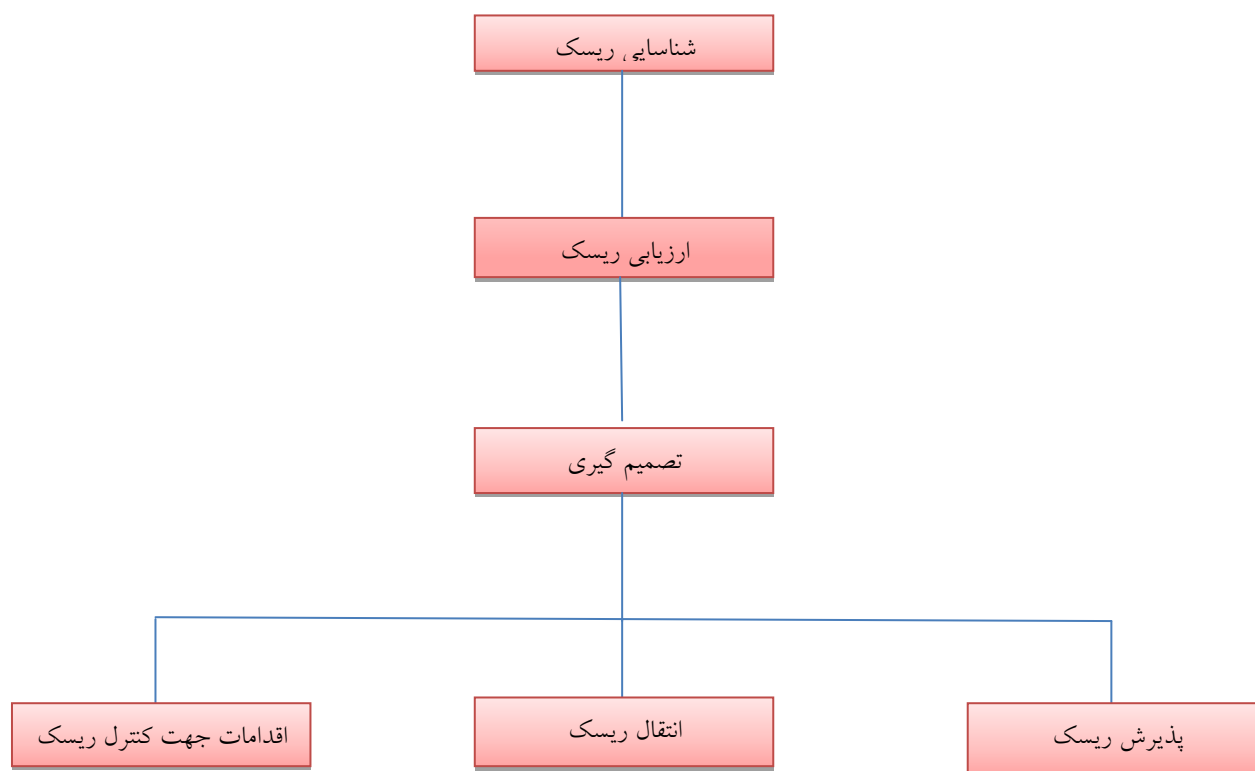 شناسایی ریسک
ارزیابی ریسک
تصمیم گیری
پذیرش ریسک
انتقال ریسک
اقدامات جهت کنترل ریسک